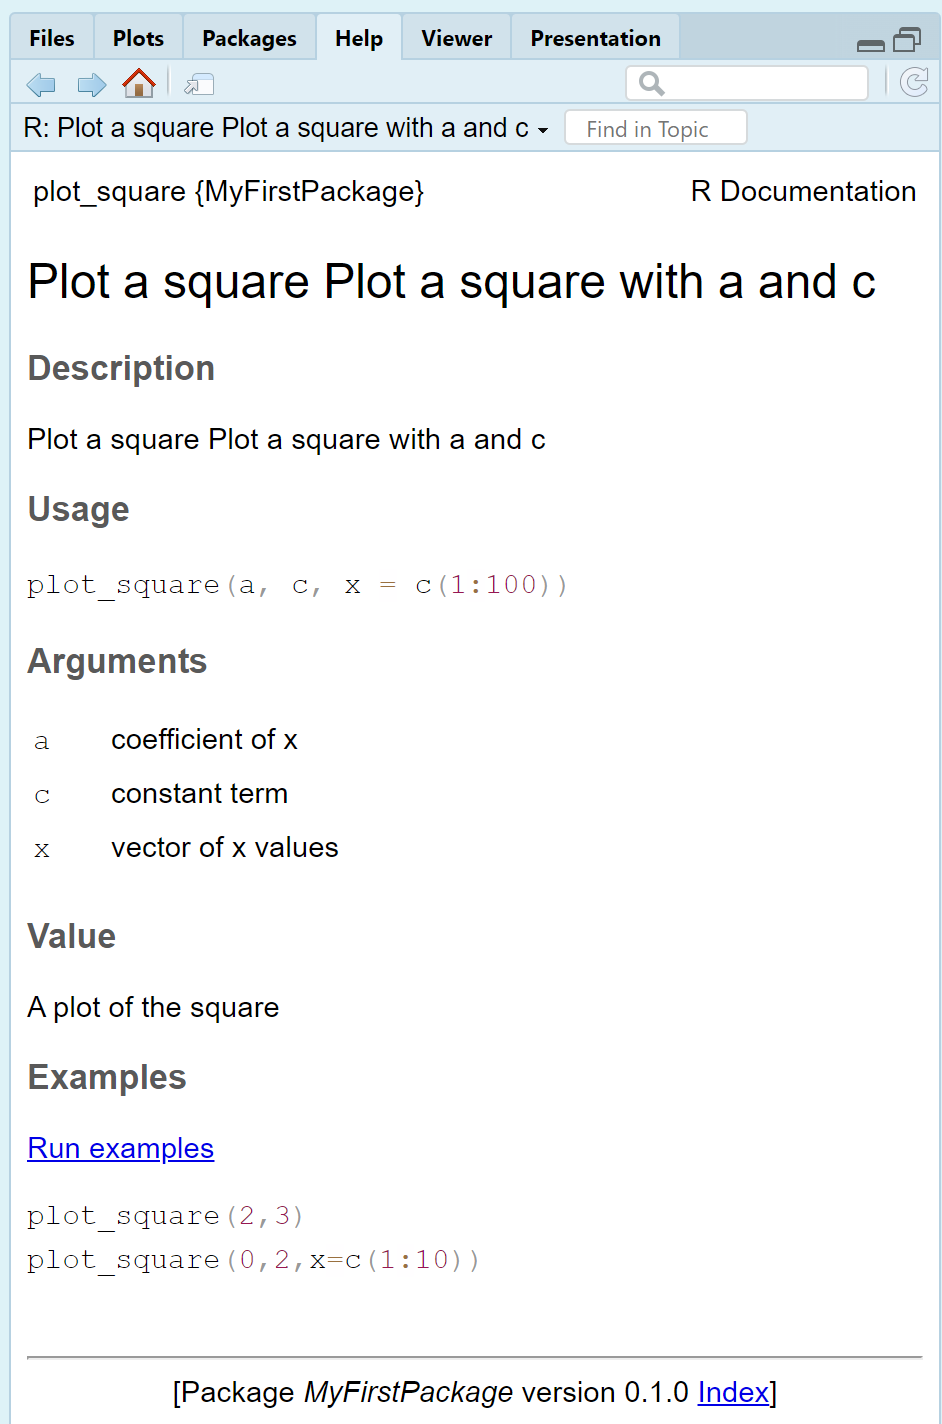 Files Plots Packages Help Viewer Presentation
R: Plot a square Plot a square with a and c Find in Topic
plot_square {MyFirstPackage} R Documentation
Plot a square Plot a square with a and c
Description
Plot a square Plot a square with a and c
Usage
plot_square(a, c, x = c(1:100))
Arguments
a coefficient of x
c constant term
x vector of x values
Value
A plot of the square
Examples
Run examples
plot_square(2,3)
plot_square(0,2,x=c(1:10))
[Package MyFirstPackage version 0.1.0 Index]